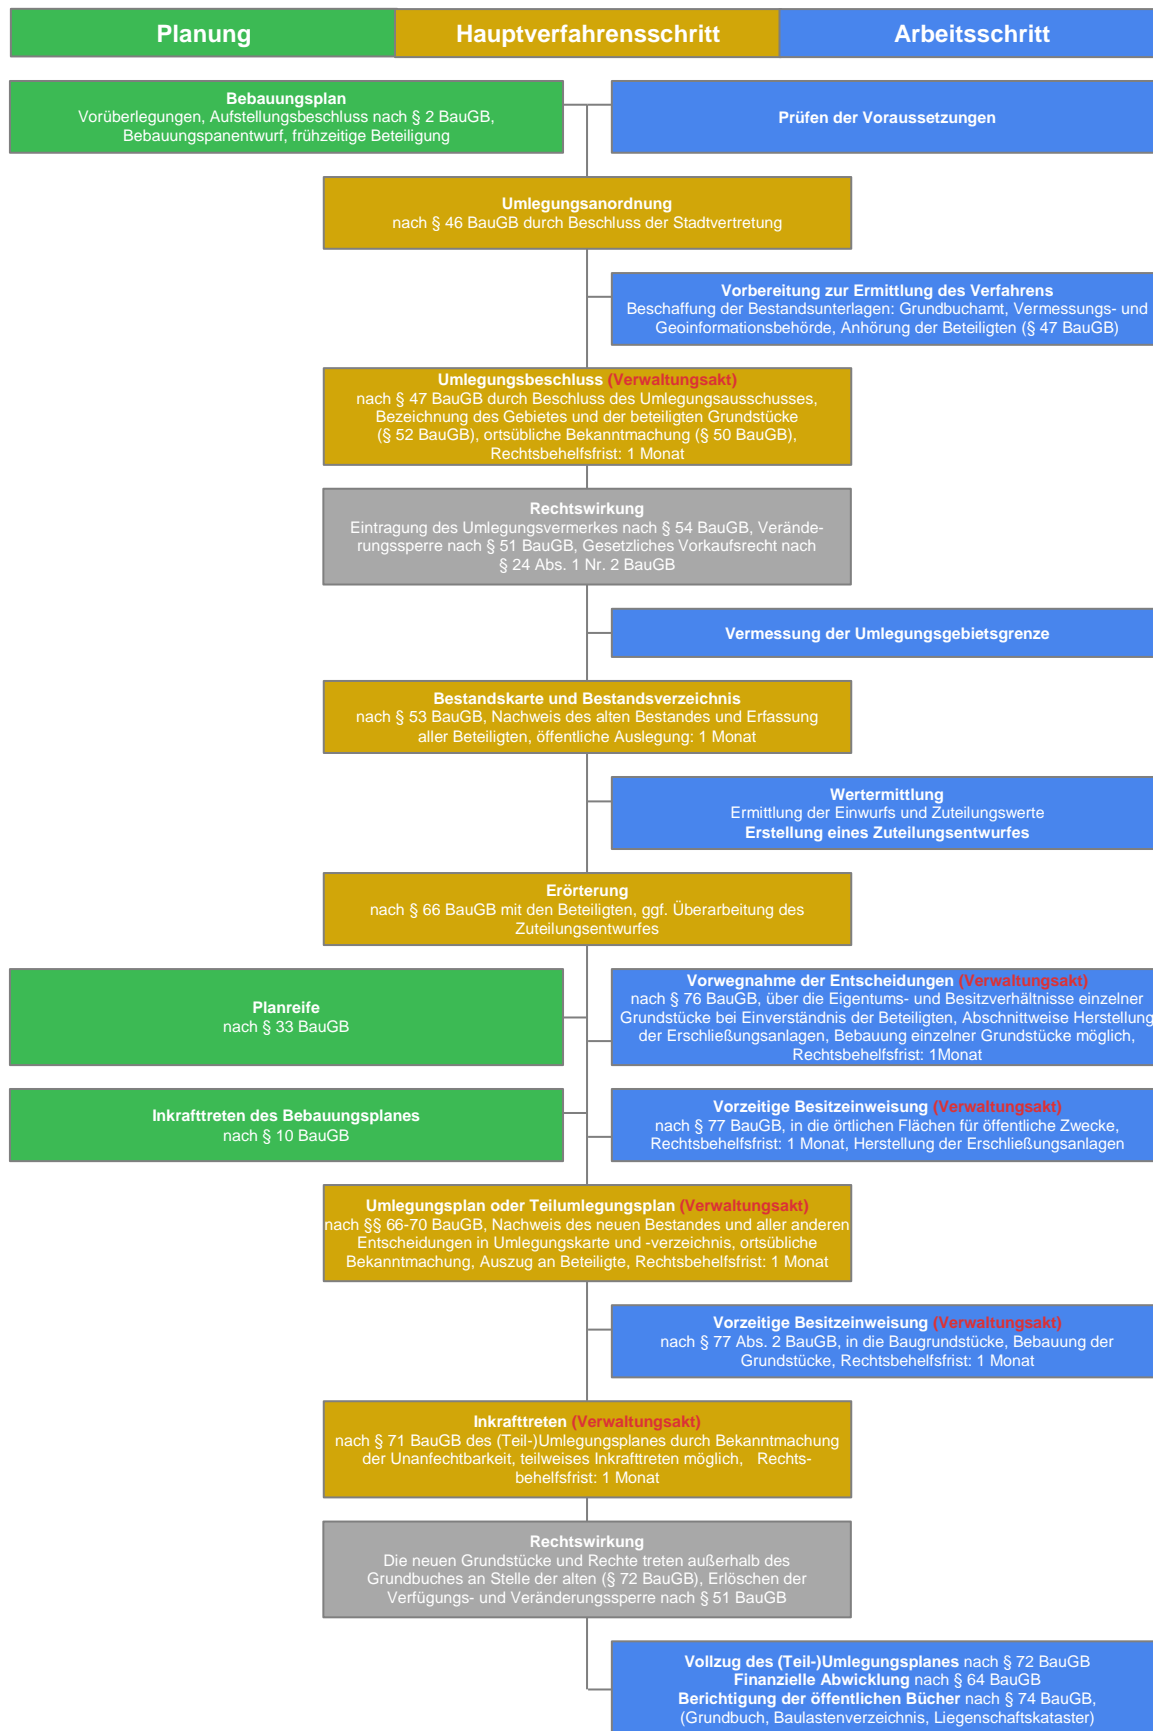 Planung
Hauptverfahrensschritt
Arbeitsschritt
Bebauungsplan
Vorüberlegungen, Aufstellungsbeschluss nach § 2 BauGB,
Bebauungspanentwurf, frühzeitige Beteiligung
Prüfen der Voraussetzungen
Umlegungsanordnung
nach § 46 BauGB durch Beschluss der Stadtvertretung
Vorbereitung zur Ermittlung des Verfahrens
Beschaffung der Bestandsunterlagen: Grundbuchamt, Vermessungs- und
Geoinformationsbehörde, Anhörung der Beteiligten (§ 47 BauGB)
Umlegungsbeschluss (Verwaltungsakt)
nach § 47 BauGB durch Beschluss des Umlegungsausschusses,
Bezeichnung des Gebietes und der beteiligten Grundstücke
(§ 52 BauGB), ortsübliche Bekanntmachung (§ 50 BauGB),
Rechtsbehelfsfrist: 1 Monat
Rechtswirkung
Eintragung des Umlegungsvermerkes nach § 54 BauGB, Verände-
rungssperre nach § 51 BauGB, Gesetzliches Vorkaufsrecht nach
§ 24 Abs. 1 Nr. 2 BauGB
Vermessung der Umlegungsgebietsgrenze
Bestandskarte und Bestandsverzeichnis
nach § 53 BauGB, Nachweis des alten Bestandes und Erfassung
aller Beteiligten, öffentliche Auslegung: 1 Monat
Wertermittlung
Ermittlung der Einwurfs und Zuteilungswerte
Erstellung eines Zuteilungsentwurfes
Erörterung
nach § 66 BauGB mit den Beteiligten, ggf. Überarbeitung des
Zuteilungsentwurfes
Planreife
nach § 33 BauGB
Vorwegnahme der Entscheidungen (Verwaltungsakt)
nach § 76 BauGB, über die Eigentums- und Besitzverhältnisse einzelner
Grundstücke bei Einverständnis der Beteiligten, Abschnittweise Herstellung
der Erschließungsanlagen, Bebauung einzelner Grundstücke möglich,
Rechtsbehelfsfrist: 1Monat
Inkrafttreten des Bebauungsplanes
nach § 10 BauGB
Vorzeitige Besitzeinweisung (Verwaltungsakt)
nach § 77 BauGB, in die örtlichen Flächen für öffentliche Zwecke,
Rechtsbehelfsfrist: 1 Monat, Herstellung der Erschließungsanlagen
Umlegungsplan oder Teilumlegungsplan (Verwaltungsakt)
nach §§ 66-70 BauGB, Nachweis des neuen Bestandes und aller anderen
Entscheidungen in Umlegungskarte und -verzeichnis, ortsübliche
Bekanntmachung, Auszug an Beteiligte, Rechtsbehelfsfrist: 1 Monat
Vorzeitige Besitzeinweisung (Verwaltungsakt)
nach § 77 Abs. 2 BauGB, in die Baugrundstücke, Bebauung der
Grundstücke, Rechtsbehelfsfrist: 1 Monat
Inkrafttreten (Verwaltungsakt)
nach § 71 BauGB des (Teil-)Umlegungsplanes durch Bekanntmachung
der Unanfechtbarkeit, teilweises Inkrafttreten möglich, Rechts-
behelfsfrist: 1 Monat
Rechtswirkung
Die neuen Grundstücke und Rechte treten außerhalb des
Grundbuches an Stelle der alten (§ 72 BauGB), Erlöschen der
Verfügungs- und Veränderungssperre nach § 51 BauGB
Vollzug des (Teil-)Umlegungsplanes nach § 72 BauGB
Finanzielle Abwicklung nach § 64 BauGB
Berichtigung der öffentlichen Bücher nach § 74 BauGB,
(Grundbuch, Baulastenverzeichnis, Liegenschaftskataster)